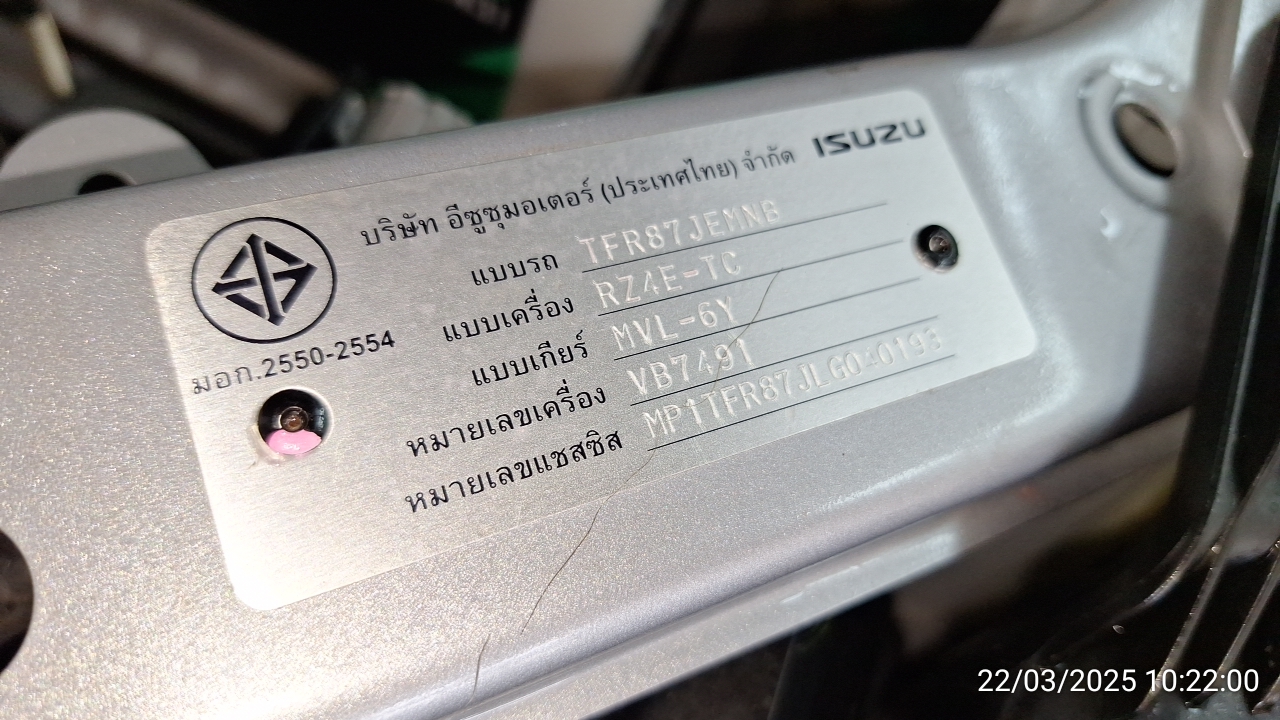 บริษัท อีซูซุมอเตอร์ (ประเทศไทย) จำกัด ISUZU
แบบรถ TFR87JEMNB
แบบเครื่อง RZ4E-TC
แบบเกียร์ MVL-6Y
หมายเลขเครื่อง VB7491
หมายเลขแชสซิส
มอก.2550-2554
22/03/2025 10:22:00